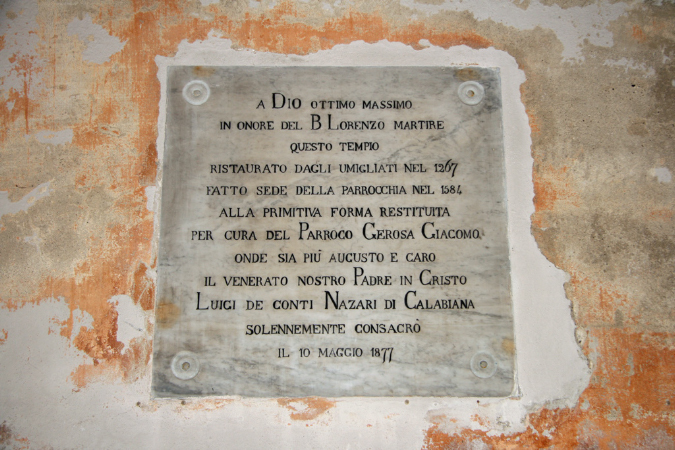 A DIO OTTIMO MASSIMO
IN ONORE DEL B LORENZO MARTIRE
QUESTO TEMPIO
RISTAURATO DAGLI UMIGLIATI NEL 1267
FATTO SEDE DELLA PARROCCHIA NEL 1584
ALLA PRIMITIVA FORMA RESTITUITA
PER CURA DEL PARROCO GEROSA GIACOMO.
ONDE SIA PIÙ AUGUSTO E CARO
IL VENERATO NOSTRO PADRE IN CRISTO
LUIGI DE CONTI NAZARI DI CALABIANA
SOLENNEMENTE CONSACRÒ
IL 10 MAGGIO 1877